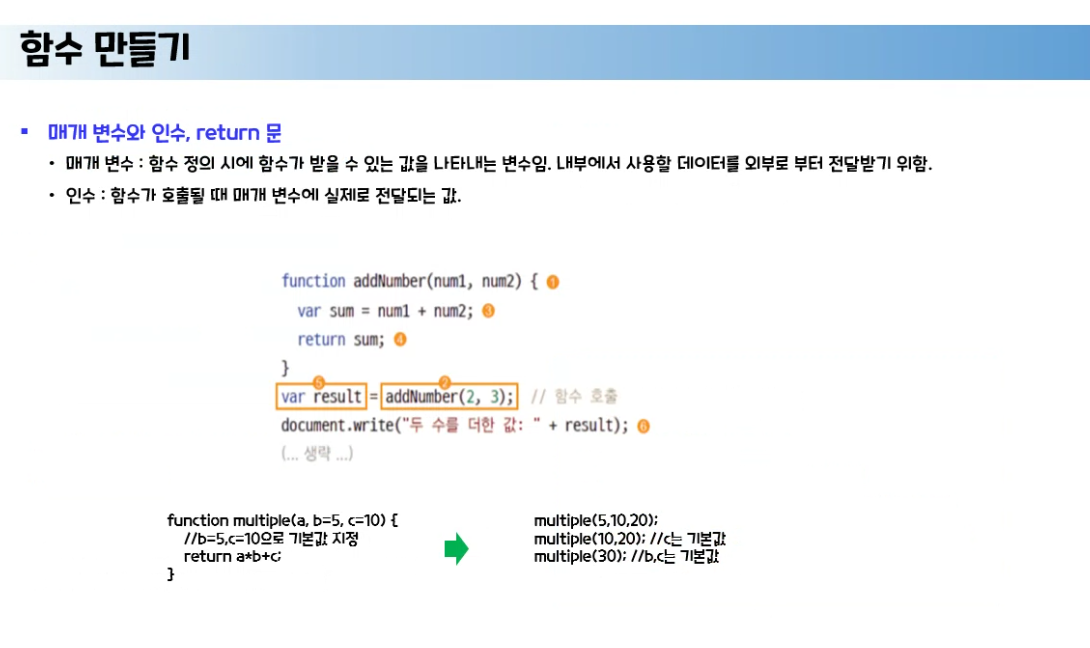 함수 만들기
▪ 매개 변수와 인수, return 문
• 매개 변수 : 함수 정의 시에 함수가 받을 수 있는 값을 나타내는 변수임. 내부에서 사용할 데이터를 외부로 부터 전달받기 위함.
• 인수 : 함수가 호출될 때 매개 변수에 실제로 전달되는 값.
function addNumber(num1, num2) { ❶
var sum = num1 + num2; ❸
return sum; ❹
}
❺ ❷
var result = addNumber(2, 3); // 함수 호출
document.write("두 수를 더한 값: " + result); ❻
(... 생략 ...)
function multiple(a, b=5, c=10) {
//b=5,c=10으로 기본값 지정
return a*b+c;
}
multiple(5,10,20);
multiple(10,20); //c는 기본값
multiple(30); //b,c는 기본값